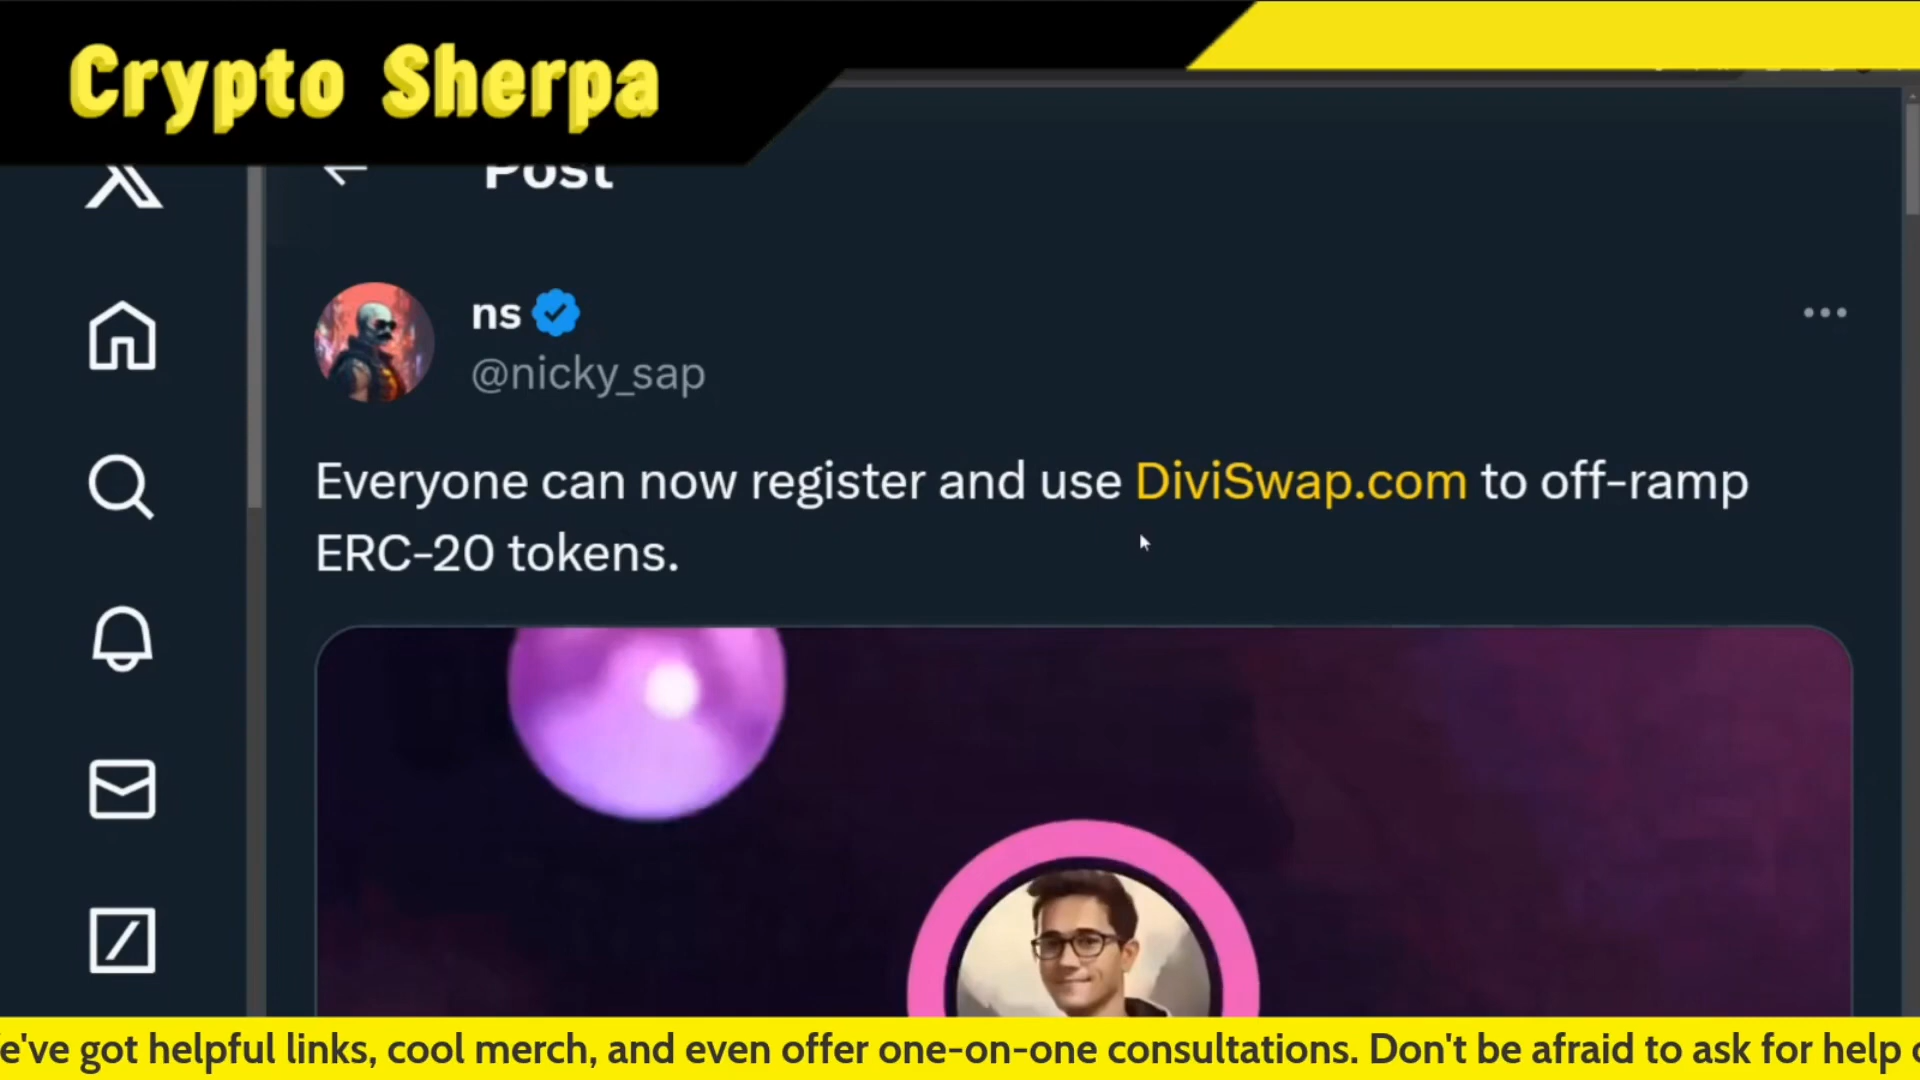 Crypto Sherpa
Post
ns
@nicky_sap
Everyone can now register and use DiviSwap.com to off-ramp
ERC-20 tokens.
've got helpful links, cool merch, and even offer one-on-one consultations. Don't be afraid to ask for help